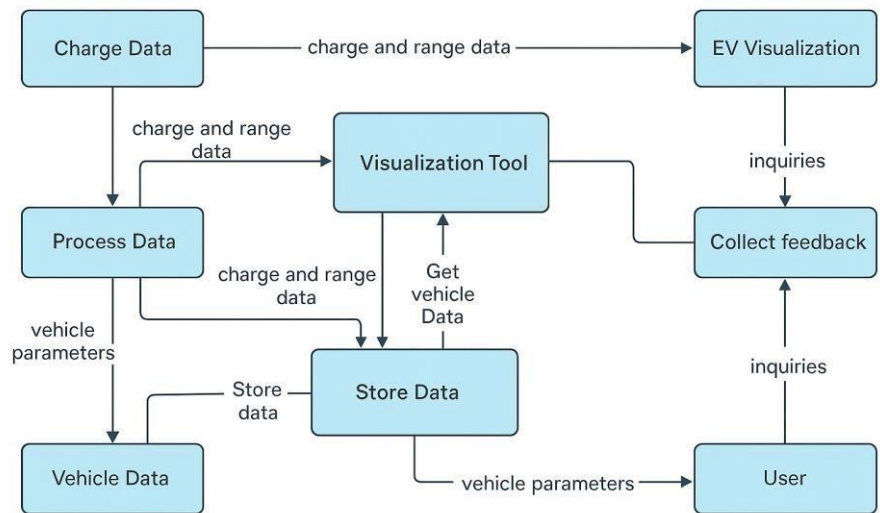 Charge Data
charge and range data
EV Visualization
charge and range
data
Visualization Tool
inquiries
Process Data
Collect feedback
charge and range
data
Get
vehicle
Data
vehicle
parameters
Store
data
Store Data
inquiries
Vehicle Data
vehicle parameters
User